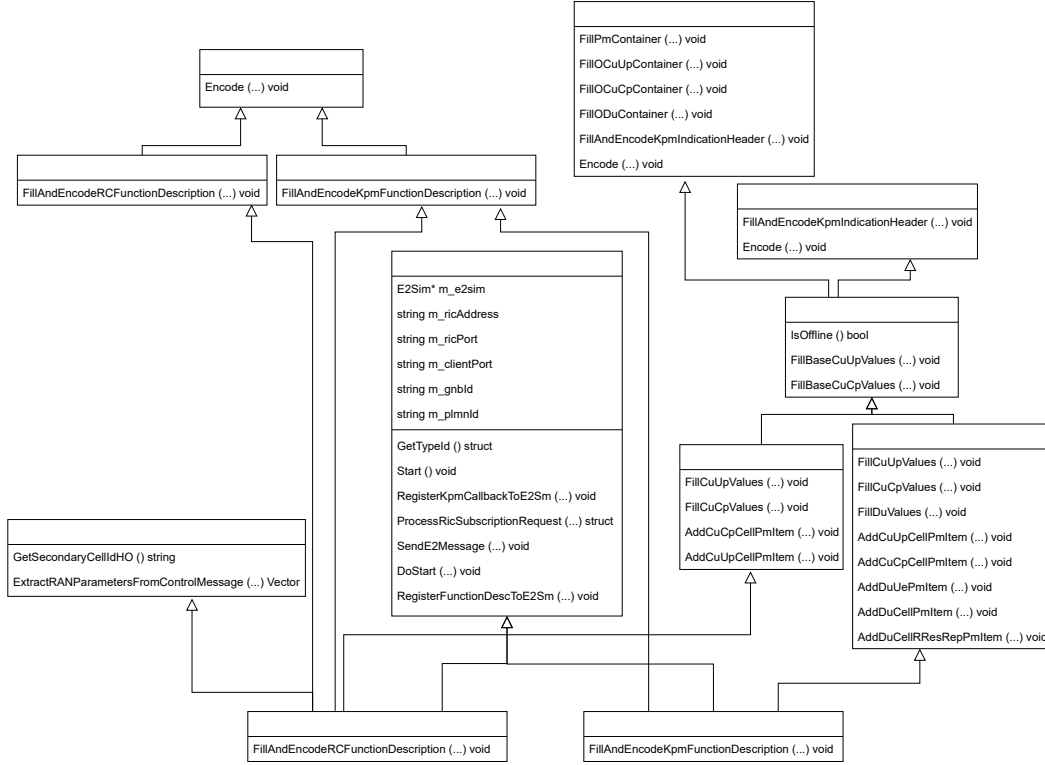 FillPmContainer (...) void
FillOCuUpContainer (...) void
FillOCuCpContainer (...) void
FillODuContainer (...) void
FillAndEncodeKpmIndicationHeader (...) void
Encode (...) void
Encode (...) void
FillAndEncodeRCFunctionDescription (...) void
FillAndEncodeKpmFunctionDescription (...) void
FillAndEncodeKpmIndicationHeader (...) void
Encode (...) void
E2Sim* m_e2sim
string m_ricAddress
string m_ricPort
string m_clientPort
string m_gnbId
string m_plmnId
GetTypeId () struct
Start () void
RegisterKpmCallbackToE2Sm (...) void
ProcessRicSubscriptionRequest (...) struct
SendE2Message (...) void
DoStart (...) void
RegisterFunctionDescToE2Sm (...) void
IsOffline () bool
FillBaseCuUpValues (...) void
FillBaseCuCpValues (...) void
FillCuUpValues (...) void
FillCuCpValues (...) void
AddCuCpCellPmItem (...) void
AddCuUpCellPmItem (...) void
FillCuUpValues (...) void
FillCuCpValues (...) void
FillDuValues (...) void
AddCuUpCellPmItem (...) void
AddCuCpCellPmItem (...) void
AddDuUePmItem (...) void
AddDuCellPmItem (...) void
AddDuCellRResRepPmItem (...) void
GetSecondaryCellIdHO () string
ExtractRANParametersFromControlMessage (...) Vector
FillAndEncodeRCFunctionDescription (...) void
FillAndEncodeKpmFunctionDescription (...) void